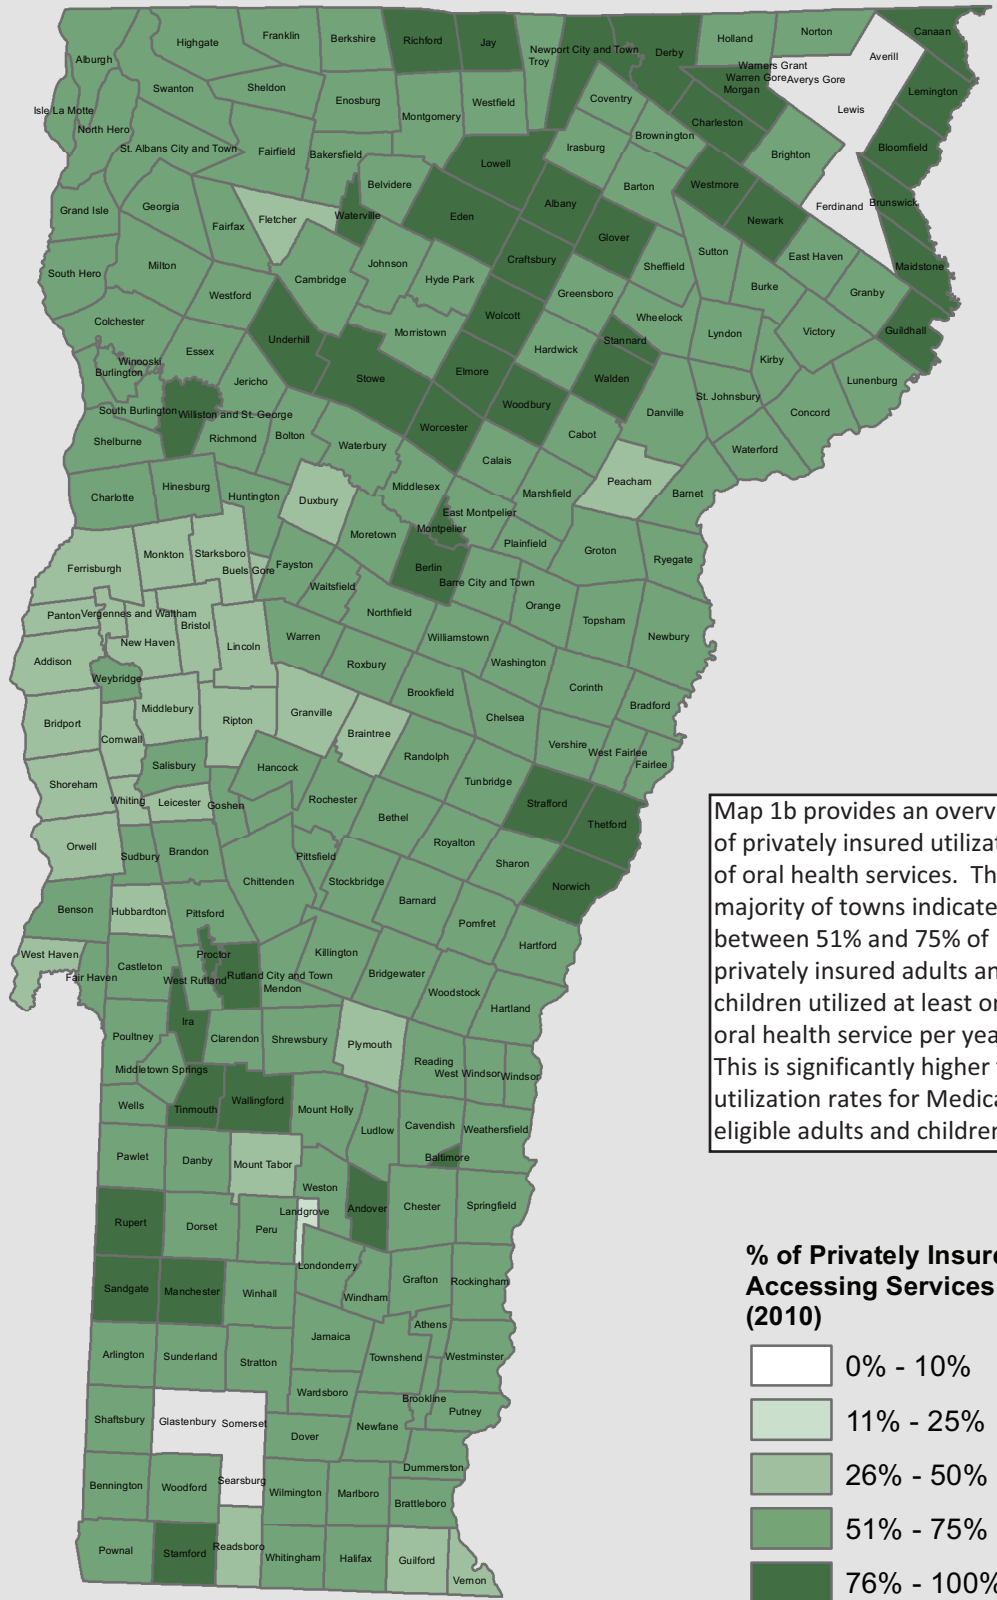 Alburgh
Highgate
Franklin
Berkshire
Richford
Jay
Newport City and Town
Troy
Derby
Holland
Norton
Canaan
Averill
Warners Grant
Warren Gore
Averys Gore
Morgan
Lewis
Lemington
Swanton
Sheldon
Enosburg
Montgomery
Westfield
Coventry
Isle La Motte
North Hero
St. Albans City and Town
Fairfield
Bakersfield
Lowell
Irasburg
Brownington
Charleston
Brighton
Bloomfield
Belvidere
Barton
Westmore
Grand Isle
Georgia
Fairfax
Fletcher
Waterville
Eden
Albany
Glover
Newark
Ferdinand
Brunswick
South Hero
Milton
Cambridge
Johnson
Hyde Park
Craftsbury
Sheffield
Sutton
East Haven
Maidstone
Westford
Greensboro
Burke
Granby
Colchester
Underhill
Morristown
Wolcott
Wheelock
Lyndon
Victory
Guildhall
Winooski
Burlington
Essex
Jericho
Stowe
Elmore
Hardwick
Stannard
Walden
Kirby
Lunenburg
South Burlington
Williston and St. George
Woodbury
Danville
St. Johnsbury
Concord
Shelburne
Richmond
Bolton
Waterbury
Worcester
Cabot
Waterford
Charlotte
Hinesburg
Huntington
Duxbury
Middlesex
Calais
Marshfield
Peacham
Barnet
East Montpelier
Montpelier
Moretown
Plainfield
Groton
Ryegate
Ferrisburgh
Monkton
Starksboro
Buels Gore
Fayston
Waitsfield
Berlin
Barre City and Town
Panton
Vergennes and Waltham
Bristol
Northfield
Orange
Topsham
Newbury
New Haven
Lincoln
Warren
Roxbury
Williamstown
Washington
Addison
Weybridge
Corinth
Bradford
Bridport
Middlebury
Ripton
Granville
Braintree
Brookfield
Chelsea
Cornwall
Randolph
Vershire
West Fairlee
Fairlee
Salisbury
Hancock
Tunbridge
Shoreham
Whiting
Leicester
Goshen
Rochester
Bethel
Strafford
Thetford
Orwell
Sudbury
Brandon
Pittsfield
Royalton
Sharon
Chittenden
Stockbridge
Norwich
Benson
Hubbardton
Pittsford
Barnard
Pomfret
West Haven
Fair Haven
Castleton
Proctor
West Rutland
Rutland City and Town
Mendon
Killington
Bridgewater
Hartford
Woodstock
Hartland
Poultney
Ira
Clarendon
Shrewsbury
Plymouth
Middletown Springs
Reading
West Windsor
Windsor
Wells
Tinmouth
Wallingford
Mount Holly
Ludlow
Cavendish
Weathersfield
Pawlet
Danby
Mount Tabor
Baltimore
Weston
Rupert
Dorset
Peru
Landgrove
Andover
Chester
Springfield
Sandgate
Manchester
Winhall
Londonderry
Windham
Grafton
Rockingham
Arlington
Sunderland
Stratton
Jamaica
Athens
Townshend
Westminster
Wardsboro
Brookline
Shaftsbury
Glastenbury
Somerset
Dover
Newfane
Putney
Bennington
Woodford
Searsburg
Wilmington
Marlboro
Dummerston
Brattleboro
Pownal
Stamford
Readsboro
Whitingham
Halifax
Guilford
Vernon
Map 1b provides an overv
of privately insured utiliza
of oral health services. Th
majority of towns indicate
between 51% and 75% of
privately insured adults an
children utilized at least o
oral health service per yea
This is significantly higher
utilization rates for Medica
eligible adults and children
% of Privately Insure
Accessing Services
(2010)
0% - 10%
11% - 25%
26% - 50%
51% - 75%
76% - 100%